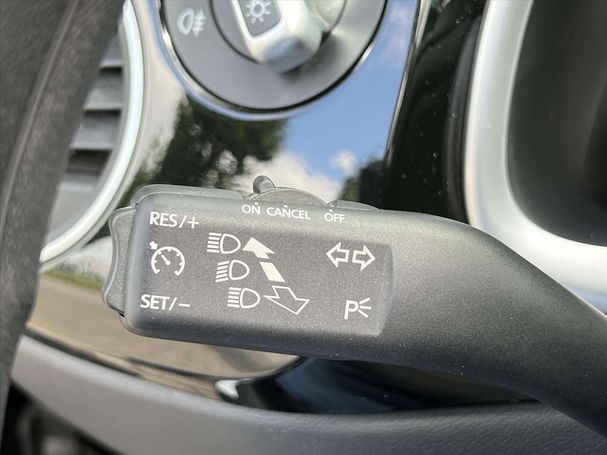 ON CANCEL OFF
RES/+
SET/-
P